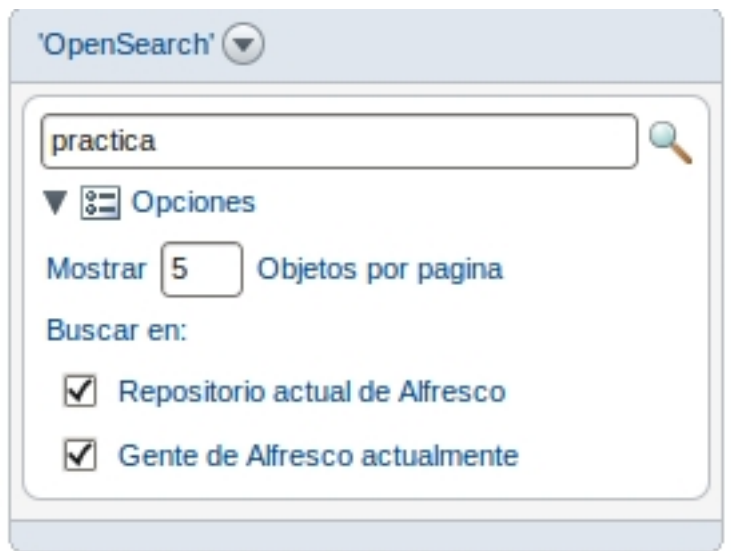 'OpenSearch'
practica
Opciones
Mostrar 5 Objetos por pagina
Buscar en:
Repositorio actual de Alfresco
Gente de Alfresco actualmente